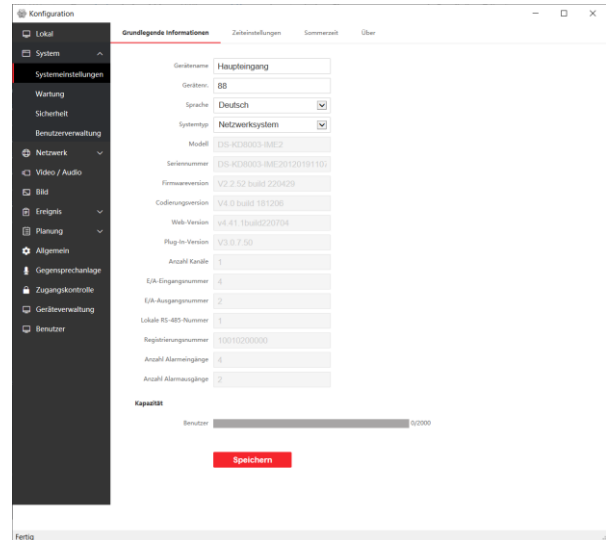 Konfiguration
Lokal
System
Systemeinstellungen
Wartung
Sicherheit
Benutzerverwaltung
Netzwerk
Video / Audio
Bild
Ereignis
Planung
Allgemein
Gegensprechanlage
Zugangskontrolle
Geräteverwaltung
Benutzer
Grundlegende Informationen Zeiteinstellungen Sommerzeit Über
Gerätename Haupteingang
Gerätenr. 88
Sprache Deutsch
Systemtyp Netzwerksystem
Modell DS-KD8003-IME2
Seriennummer
Firmwareversion V2.2.52 build 220429
Codierungsversion V4.0 build 181206
Web-Version v4.41.1build220704
Plug-In-Version V3.0.7.50
Anzahl Kanäle 1
E/A-Eingangsnummer 4
E/A-Ausgangsnummer 2
Lokale RS-485-Nummer 1
Registrierungsnummer 10010200000
Anzahl Alarmeingänge 4
Anzahl Alarmausgänge 2
Kapazität
Benutzer 0/2000
Speichern
Fertig